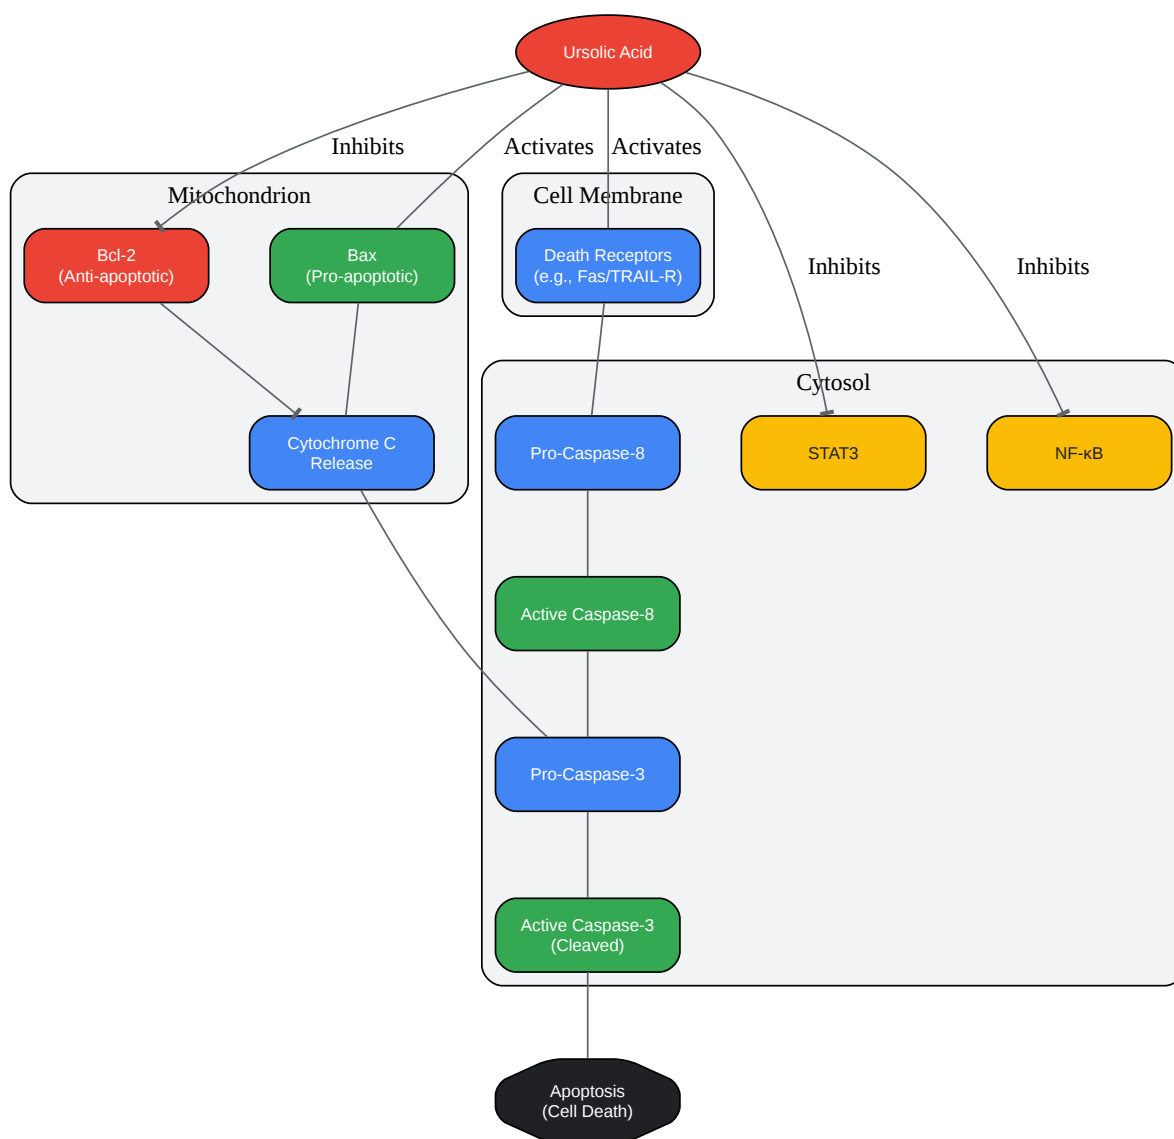 Ursolic Acid
Inhibits
Activates
Activates
Mitochondrion
Cell Membrane
Bcl-2
(Anti-apoptotic)
Bax
(Pro-apoptotic)
Death Receptors
(e.g., Fas/TRAIL-R)
Inhibits
Inhibits
Cytosol
Cytochrome C
Release
Pro-Caspase-8
STAT3
NF-κB
Active Caspase-8
Pro-Caspase-3
Active Caspase-3
(Cleaved)
Apoptosis
(Cell Death)